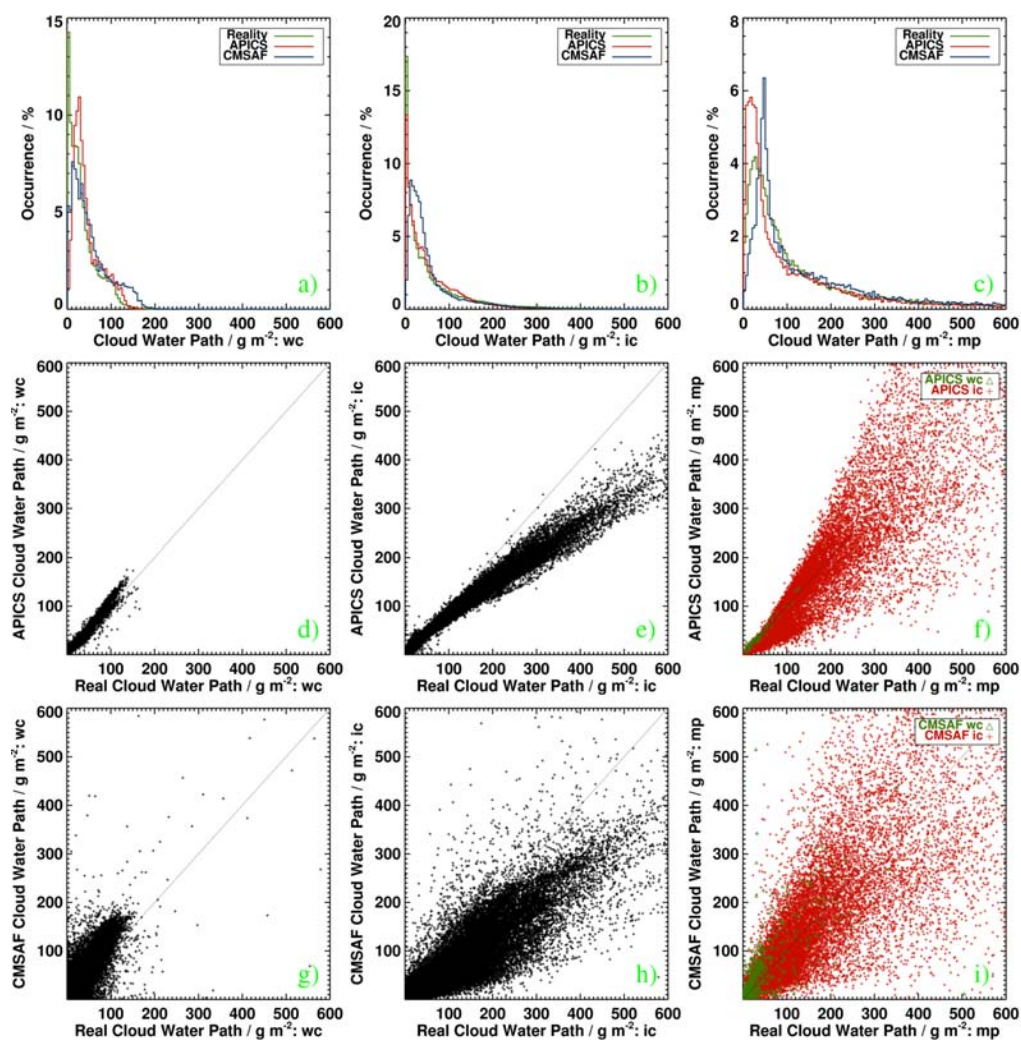 15
10
5
0
Occurrence / %
Reality
APICS
CMSAF
a)
0 100 200 300 400 500 600
Cloud Water Path / g m-2: wc
20
15
10
5
0
Occurrence / %
Reality
APICS
CMSAF
b)
0 100 200 300 400 500 600
Cloud Water Path / g m-2: ic
8
6
4
2
0
Occurrence / %
Reality
APICS
CMSAF
c)
0 100 200 300 400 500 600
Cloud Water Path / g m-2: mp
600
500
400
300
200
100
APICS Cloud Water Path / g m-2: wc
d)
100 200 300 400 500 600
Real Cloud Water Path / g m-2: wc
600
500
400
300
200
100
APICS Cloud Water Path / g m-2: ic
e)
100 200 300 400 500 600
Real Cloud Water Path / g m-2: ic
600
500
400
300
200
100
APICS Cloud Water Path / g m-2: mp
APICS wc △
APICS ic +
f)
100 200 300 400 500 600
Real Cloud Water Path / g m-2: mp
600
500
400
300
200
100
CMSAF Cloud Water Path / g m-2: wc
g)
100 200 300 400 500 600
Real Cloud Water Path / g m-2: wc
600
500
400
300
200
100
CMSAF Cloud Water Path / g m-2: ic
h)
100 200 300 400 500 600
Real Cloud Water Path / g m-2: ic
600
500
400
300
200
100
CMSAF Cloud Water Path / g m-2: mp
CMSAF wc △
CMSAF ic +
i)
100 200 300 400 500 600
Real Cloud Water Path / g m-2: mp